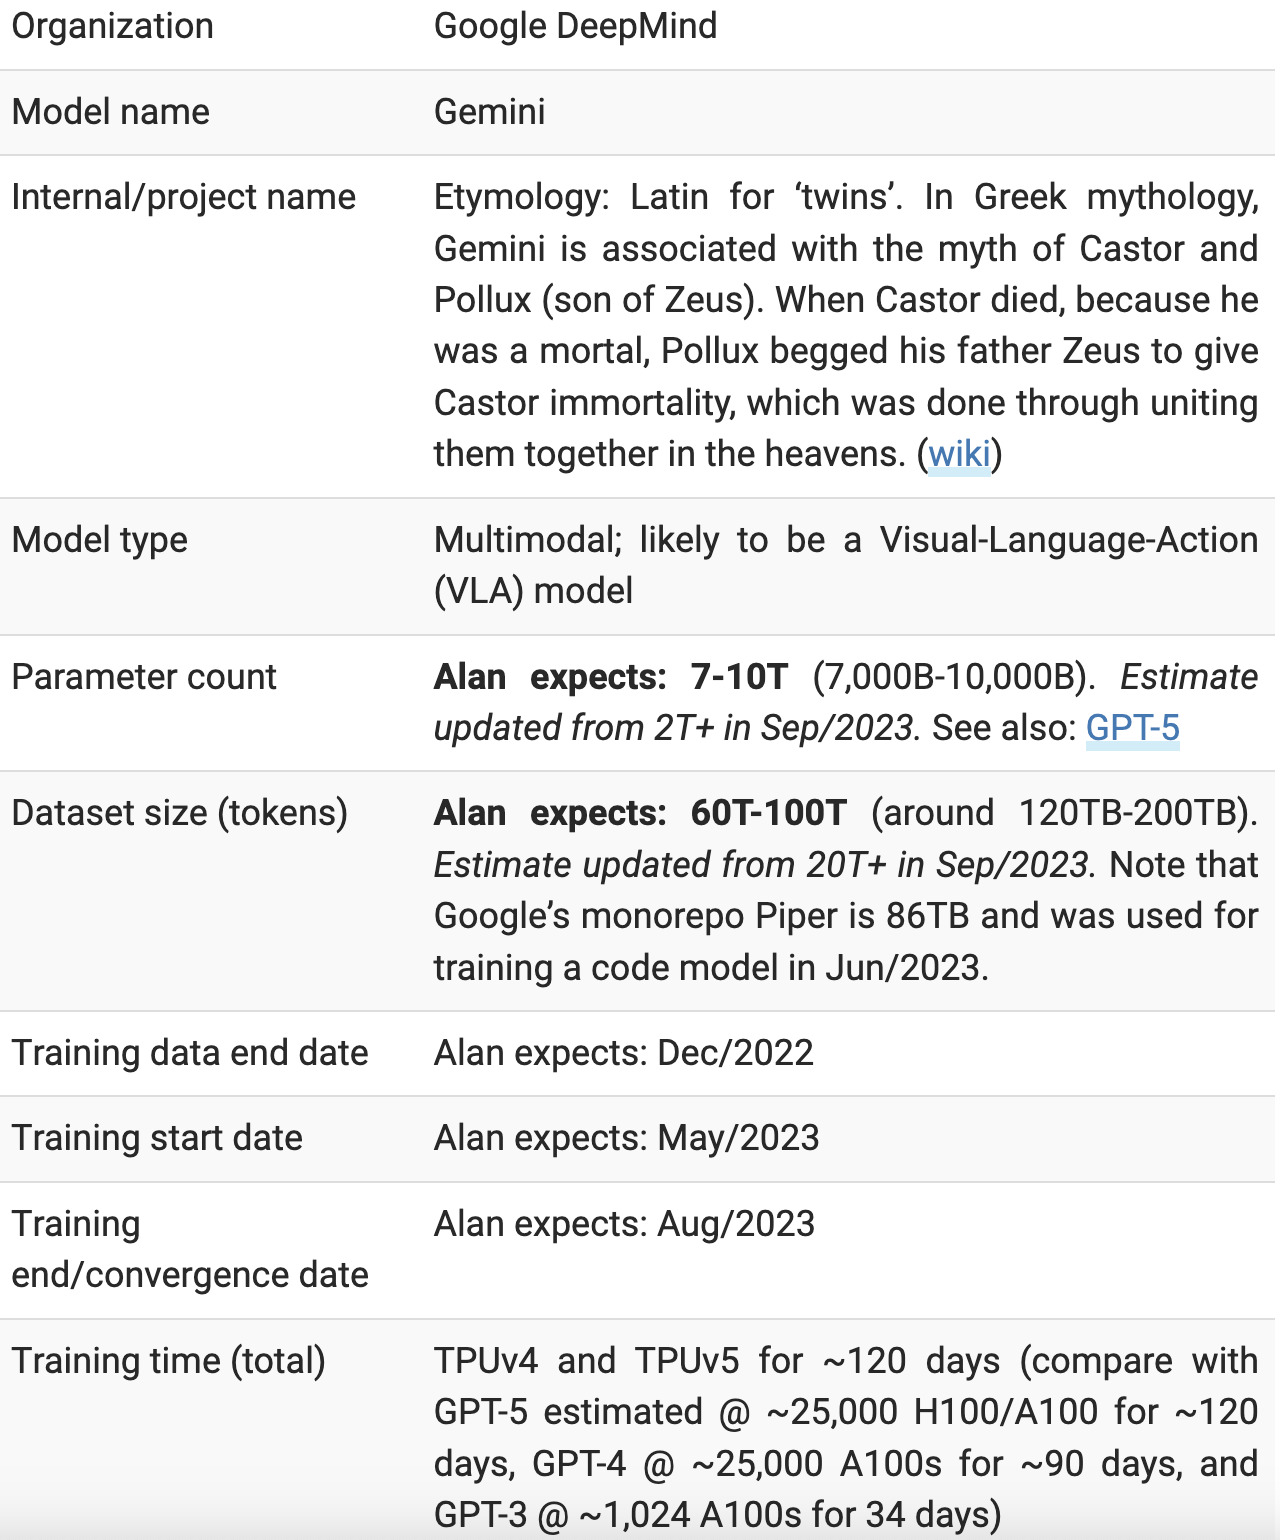 Organization
Google DeepMind
Model name
Gemini
Internal/project name
Etymology: Latin for ‘twins’. In Greek mythology,
Gemini is associated with the myth of Castor and
Pollux (son of Zeus). When Castor died, because he
was a mortal, Pollux begged his father Zeus to give
Castor immortality, which was done through uniting
them together in the heavens. (wiki)
Model type
Multimodal; likely to be a Visual-Language-Action
(VLA) model
Parameter count
Alan expects: 7-10T (7,000B-10,000B). Estimate
updated from 2T+ in Sep/2023. See also: GPT-5
Dataset size (tokens)
Alan expects: 60T-100T (around 120TB-200TB).
Estimate updated from 20T+ in Sep/2023. Note that
Google’s monorepo Piper is 86TB and was used for
training a code model in Jun/2023.
Training data end date
Alan expects: Dec/2022
Training start date
Alan expects: May/2023
Training
end/convergence date
Alan expects: Aug/2023
Training time (total)
TPUv4 and TPUv5 for ~120 days (compare with
GPT-5 estimated @ ~25,000 H100/A100 for ~120
days, GPT-4 @ ~25,000 A100s for ~90 days, and
GPT-3 @ ~1,024 A100s for 34 days)